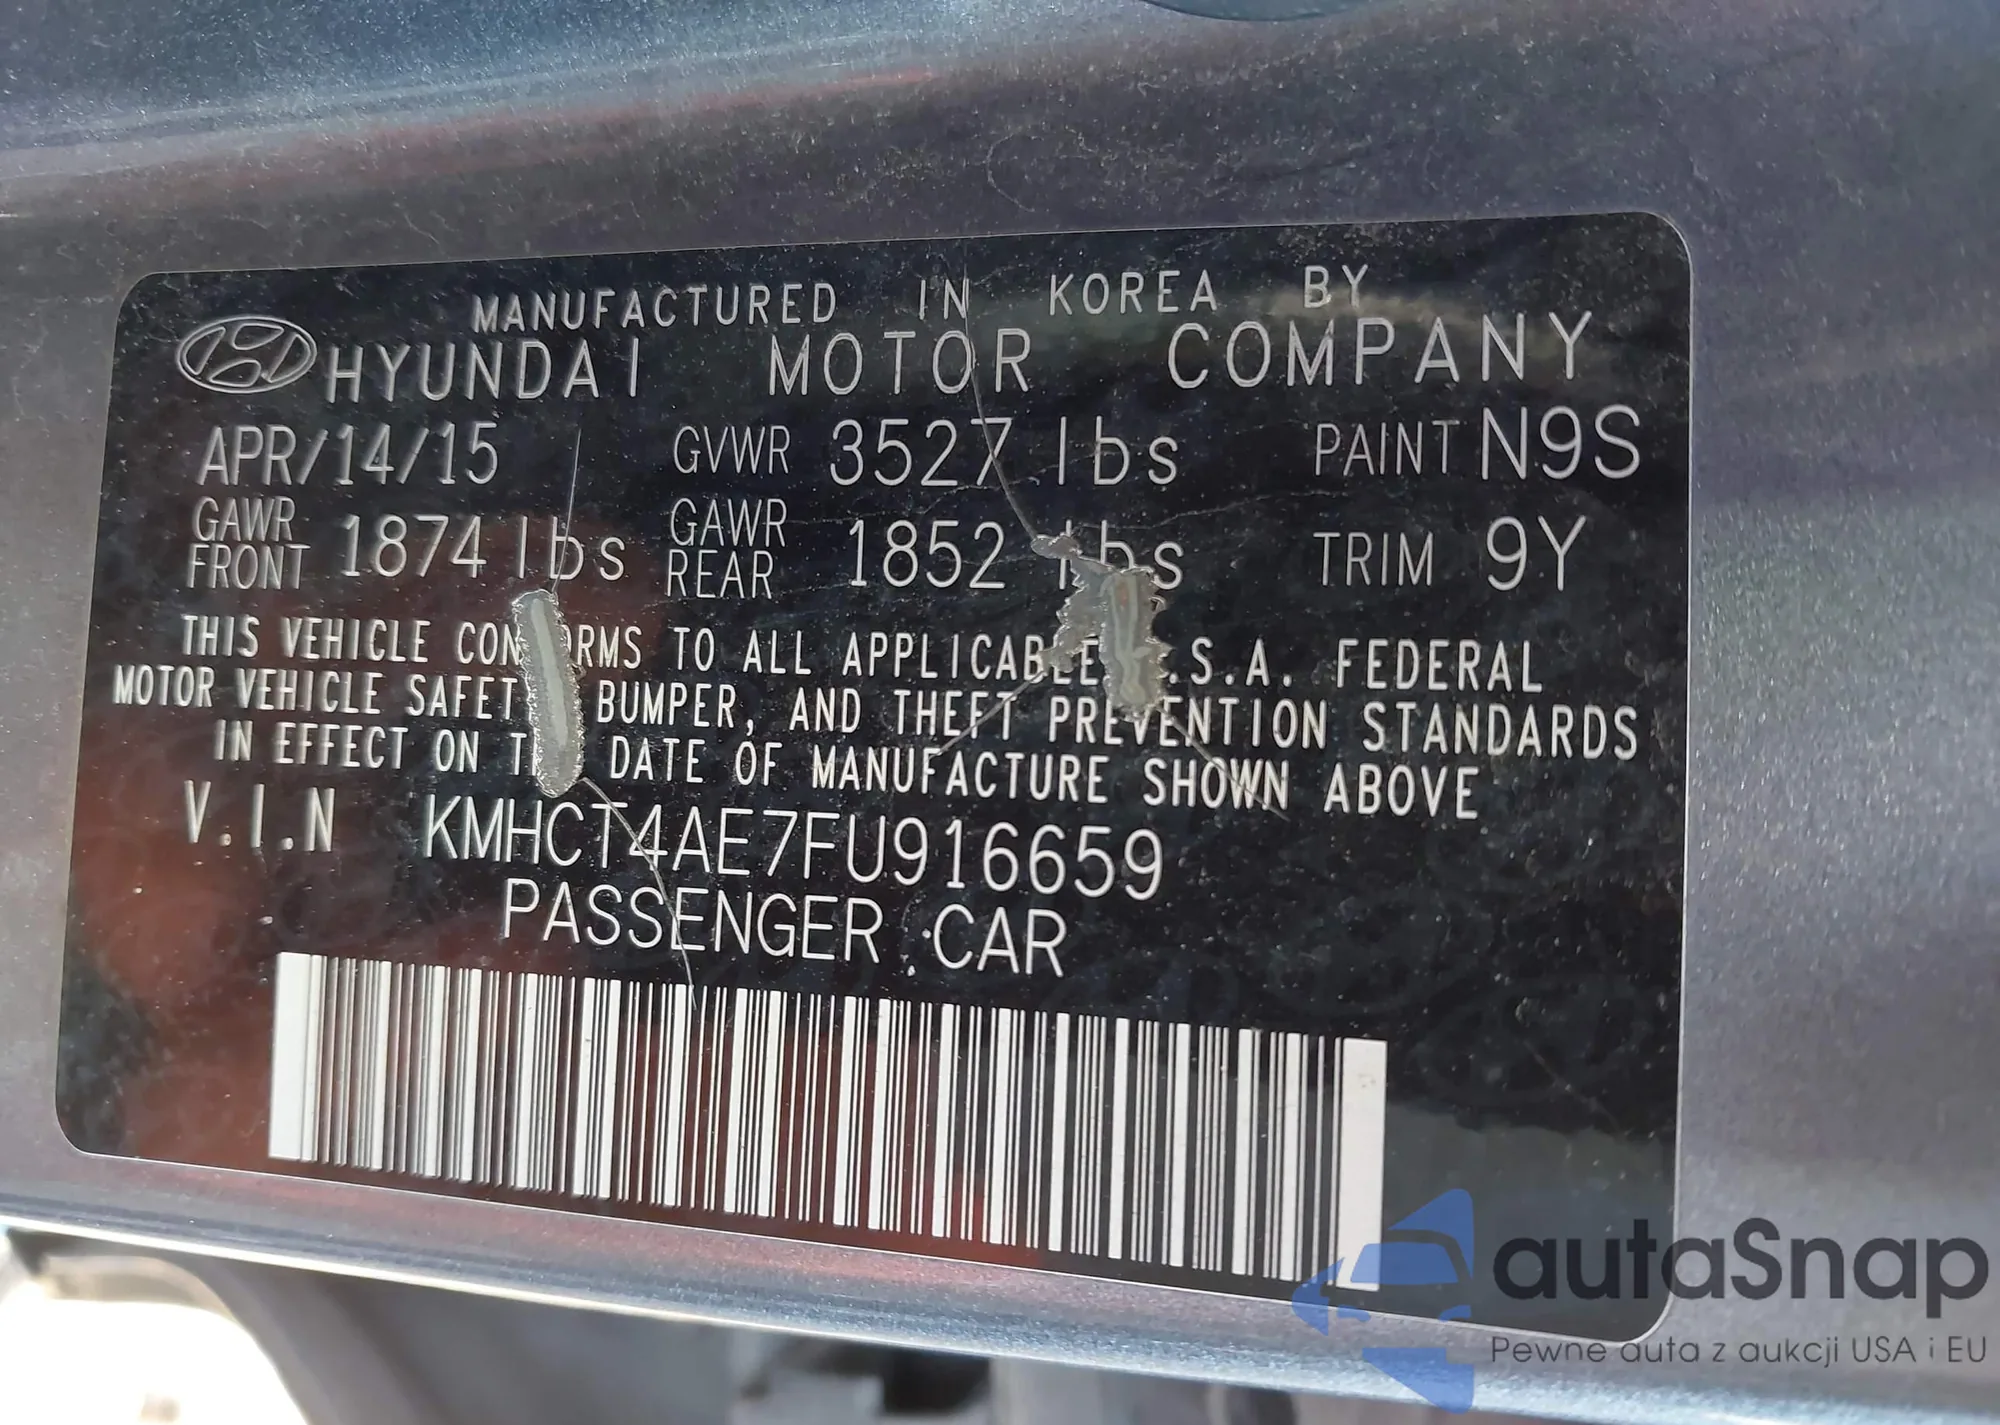 MANUFACTURED IN KOREA BY
HYUNDAI MOTOR COMPANY
APR/14/15 GVWR 3527 lbs PAINT N9S
GAWR FRONT 1874 lbs GAWR REAR 1852 lbs TRIM 9Y
THIS VEHICLE CON RMS TO ALL APPLICABLE .S.A. FEDERAL
MOTOR VEHICLE SAFET BUMPER, AND THEFT PREVENTION STANDARDS
IN EFFECT ON T DATE OF MANUFACTURE SHOWN ABOVE
V.I.N KMHCT4AE7FU916659
PASSENGER CAR
autaSnap
Pewne auta z aukcji USA i EU